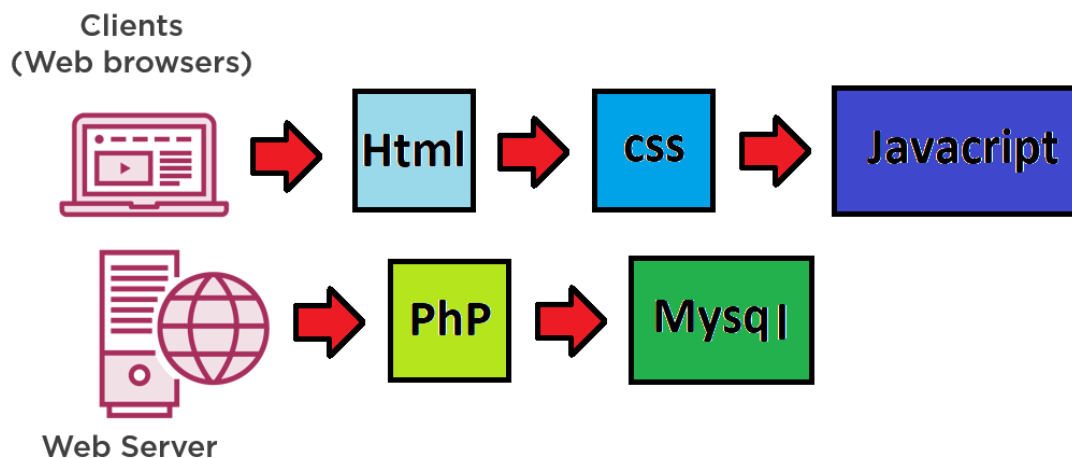 Clients
(Web browsers)
Html
css
Javacript
PhP
Mysql
Web Server